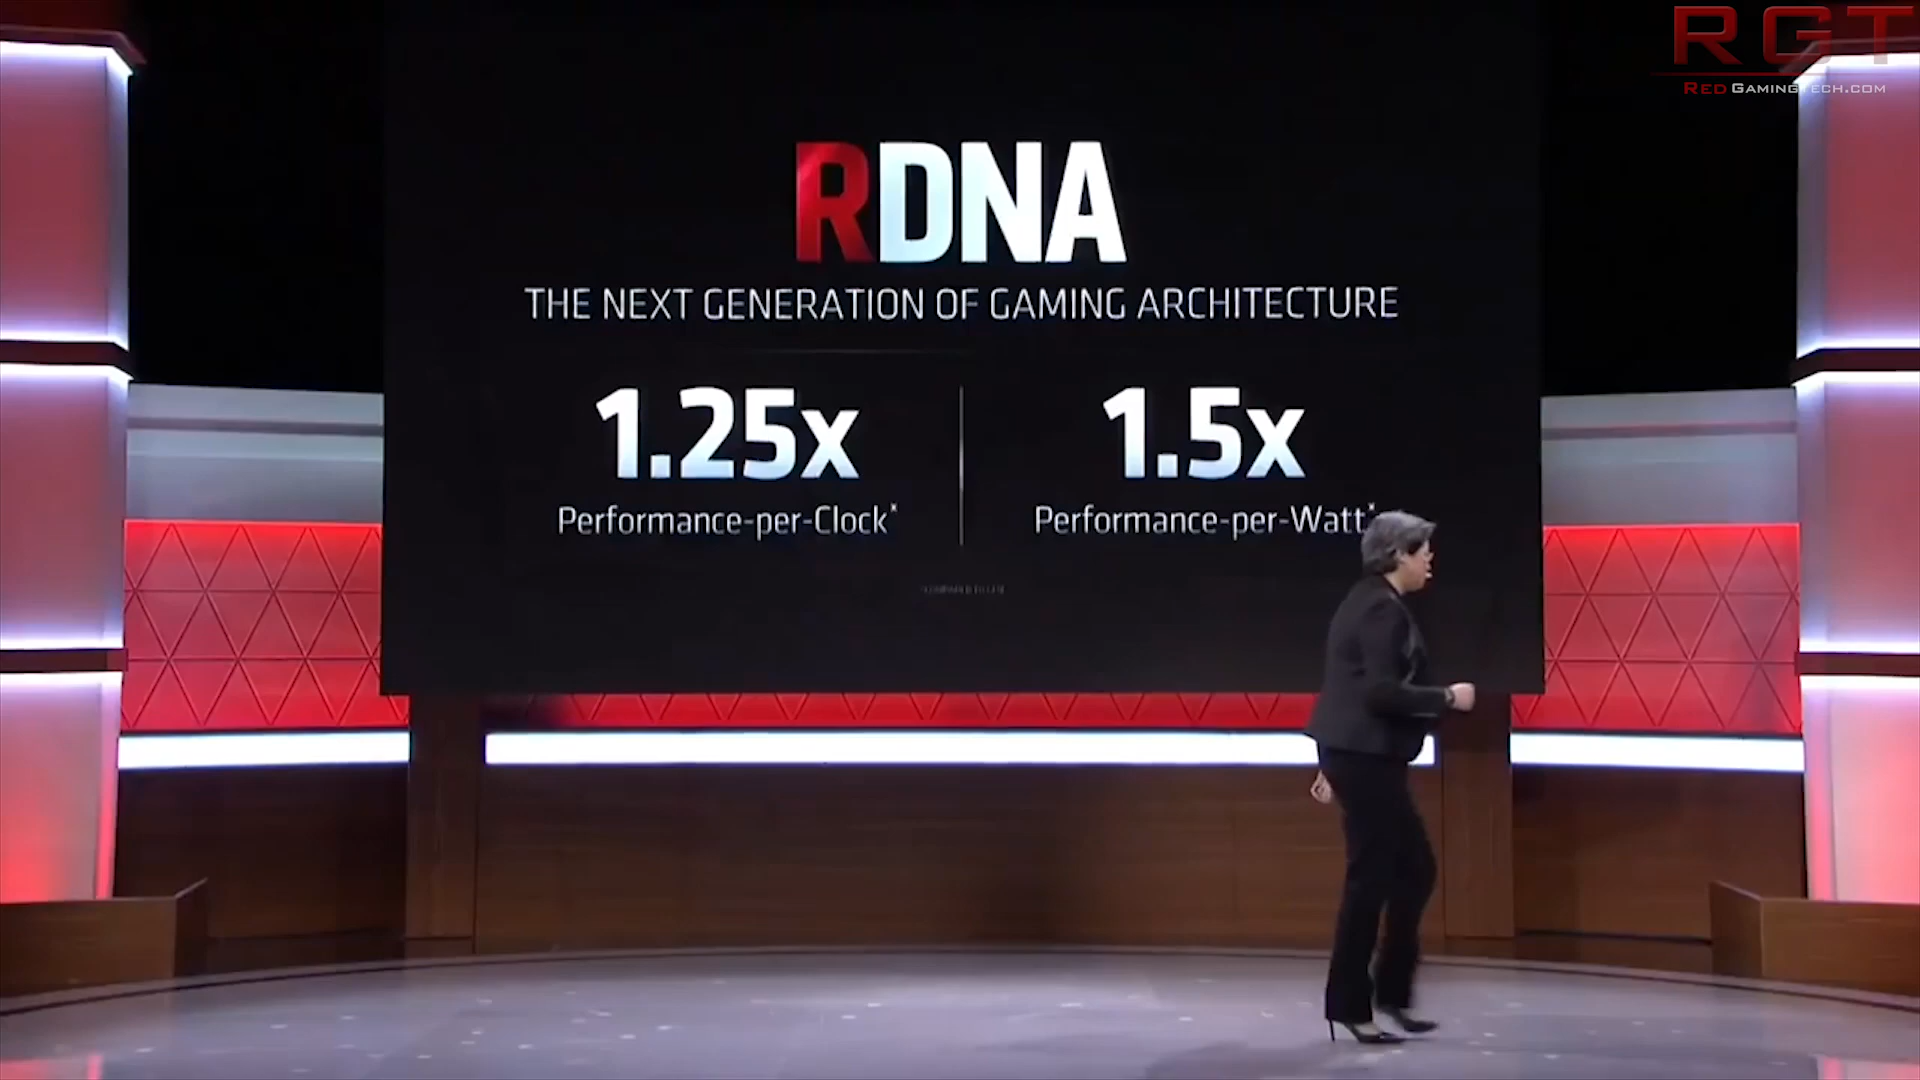 RGT
REDGAMINGTECH.COM
RDNA
THE NEXT GENERATION OF GAMING ARCHITECTURE
1.25x
1.5x
Performance-per-Clock*
Performance-per-Watt*